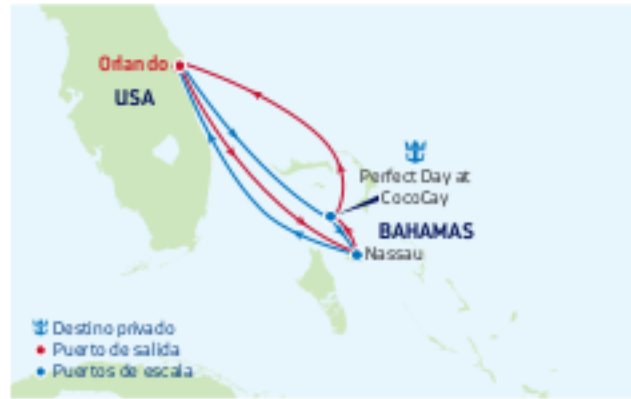 Orlando
USA
Perfect Day at
CocoCay
BAHAMAS
Nassau
Destino privado
Puerto de salida
Puertos de escala